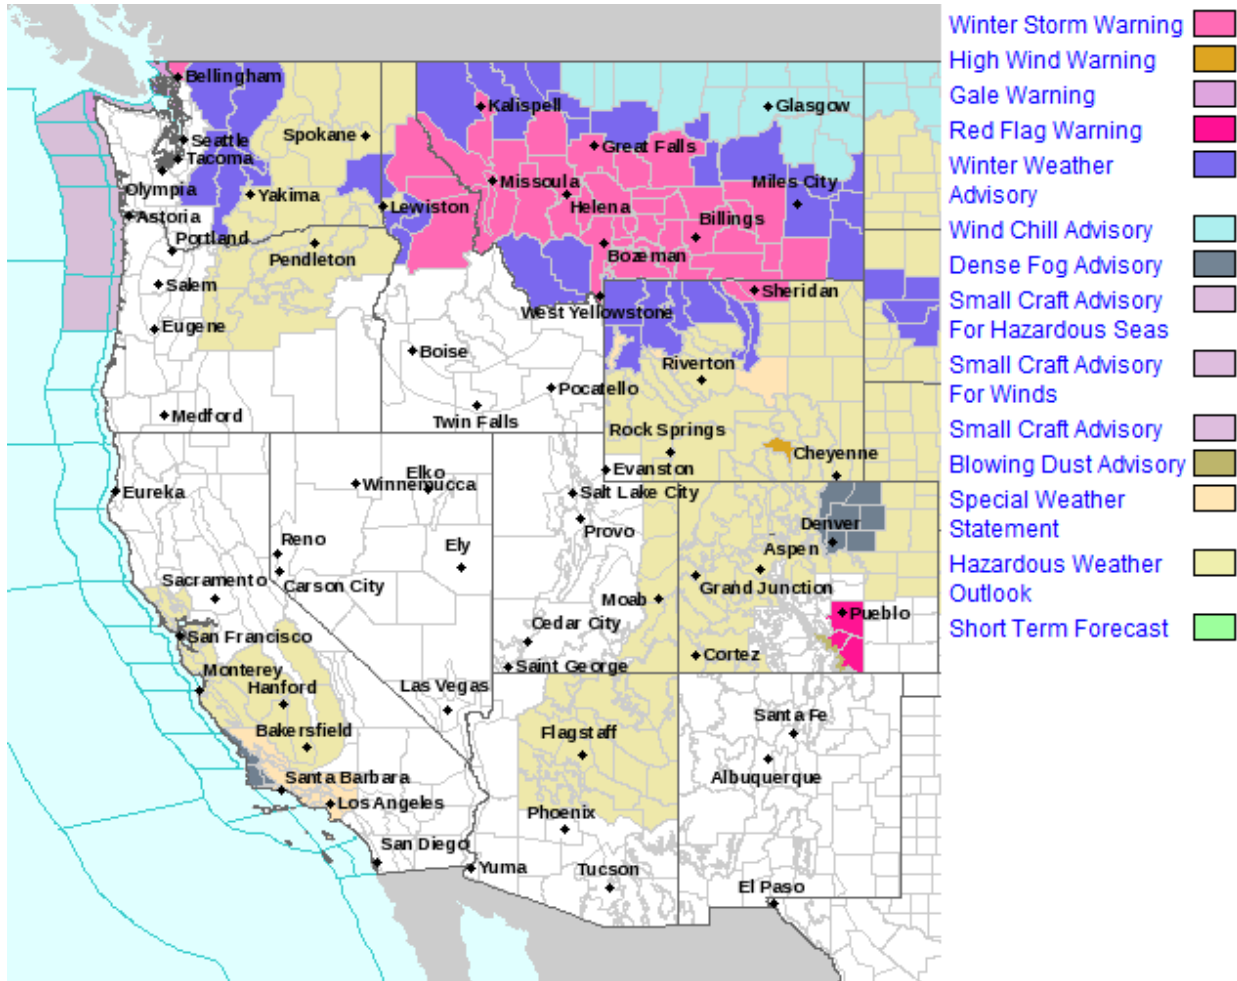 Bellingham
Kalispell
Glasgow
Seattle
Spokane
Great Falls
Tacoma
Missoula
Miles City
Olympia
Yakima
Lewiston
Helena
Billings
Astoria
Portland
Pendleton
Bozeman
Salem
Sheridan
West Yellowstone
Eugene
Boise
Riverton
Pocatello
Medford
Twin Falls
Rock Springs
Cheyenne
Evanston
Elko
Winnemucca
Eureka
Salt Lake City
Provo
Denver
Reno
Ely
Aspen
Sacramento
Carson City
Grand Junction
Moab
Pueblo
San Francisco
Cedar City
Cortez
Monterey
Saint George
Hanford
Las Vegas
Santa Fe
Bakersfield
Flagstaff
Santa Barbara
Albuquerque
Los Angeles
Phoenix
San Diego
Yuma
Tucson
El Paso
Winter Storm Warning
High Wind Warning
Gale Warning
Red Flag Warning
Winter Weather
Advisory
Wind Chill Advisory
Dense Fog Advisory
Small Craft Advisory
For Hazardous Seas
Small Craft Advisory
For Winds
Small Craft Advisory
Blowing Dust Advisory
Special Weather
Statement
Hazardous Weather
Outlook
Short Term Forecast